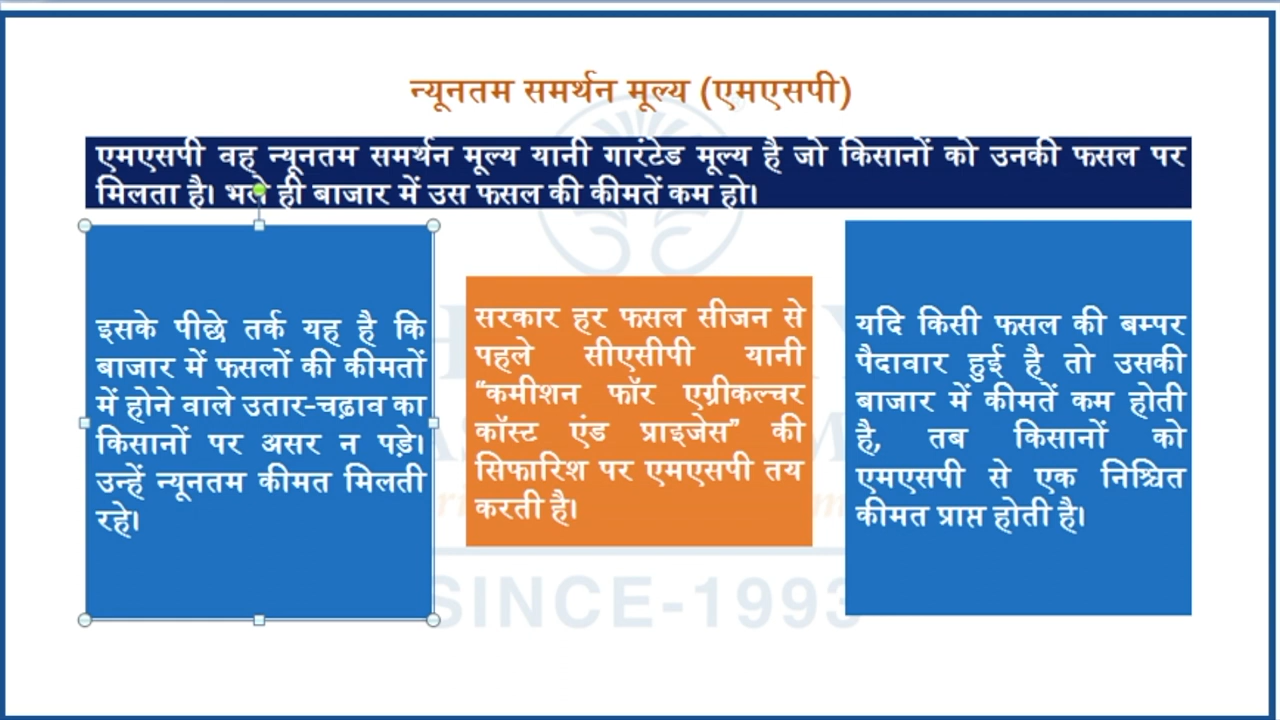 न्यूनतम समर्थन मूल्य (एमएसपी)
एमएसपी वह न्यूनतम समर्थन मूल्य यानी गारंटेड मूल्य है जो किसानों को उनकी फसल पर
मिलता है। भले ही बाजार में उस फसल की कीमतें कम हो।
इसके पीछे तर्क यह है कि
बाजार में फसलों की कीमतों
में होने वाले उतार-चढ़ाव का
किसानों पर असर न पड़े।
उन्हें न्यूनतम कीमत मिलती
रहे।
सरकार हर फसल सीजन से
पहले सीएसीपी यानी
“कमीशन फॉर एग्रीकल्चर
कॉस्ट एंड प्राइजेस” की
सिफारिश पर एमएसपी तय
करती है।
यदि किसी फसल की बम्पर
पैदावार हुई है तो उसकी
बाजार में कीमतें कम होती
है, तब किसानों को
एमएसपी से एक निश्चित
कीमत प्राप्त होती है।
SINCE-1993